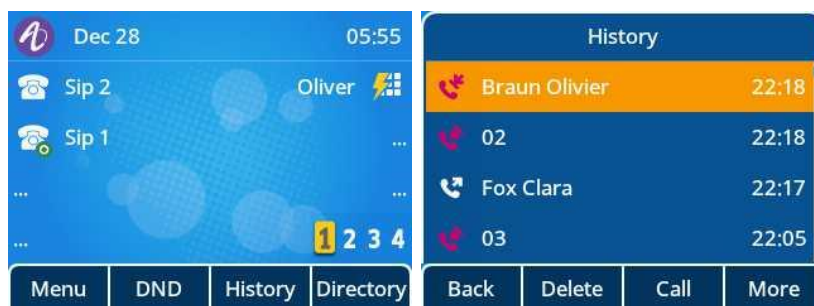 Dec 28 05:55
Sip 2 Oliver
Sip 1 ...
... ...
... 1 2 3 4
Menu DND History Directory
History
Braun Olivier 22:18
02 22:18
Fox Clara 22:17
03 22:05
Back Delete Call More